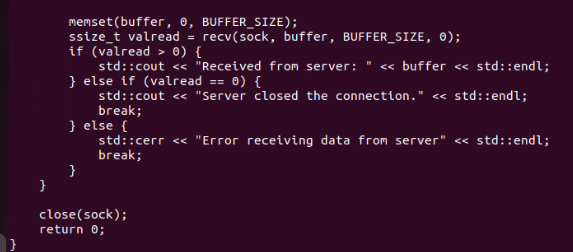 memset(buffer, 0, BUFFER_SIZE);
ssize_t valread = recv(sock, buffer, BUFFER_SIZE, 0);
if (valread > 0) {
std::cout << "Received from server: " << buffer << std::endl;
} else if (valread == 0) {
std::cout << "Server closed the connection." << std::endl;
break;
} else {
std::cerr << "Error receiving data from server" << std::endl;
break;
}
}
close(sock);
return 0;
}